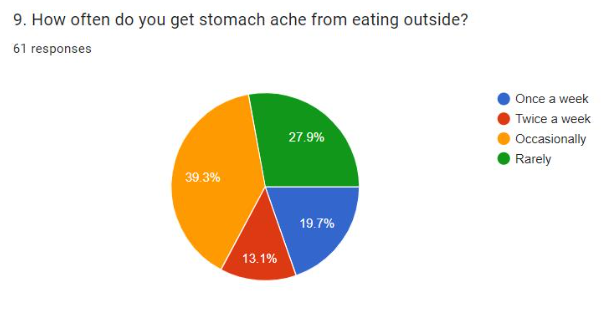 9. How often do you get stomach ache from eating outside?
61 responses
Once a week
Twice a week
Occasionally
Rarely
27.9%
39.3%
19.7%
13.1%